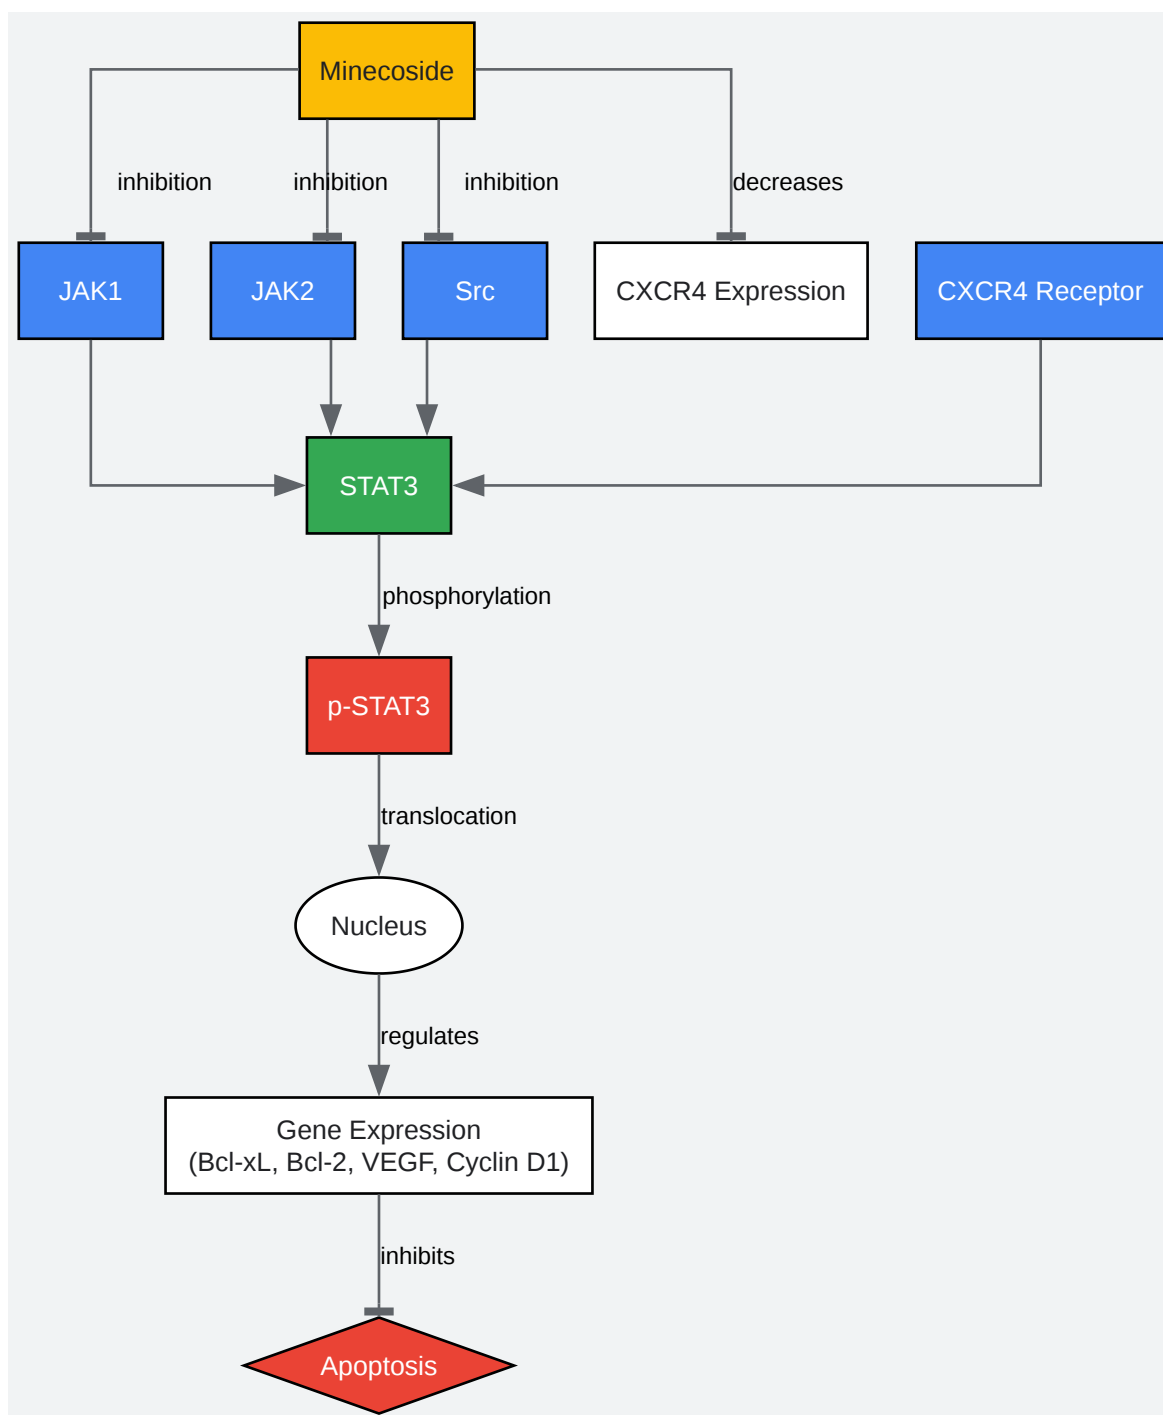 Minecoside
inhibition
inhibition
inhibition
decreases
JAK1
JAK2
Src
CXCR4 Expression
CXCR4 Receptor
STAT3
phosphorylation
p-STAT3
translocation
Nucleus
regulates
Gene Expression
(Bcl-xL, Bcl-2, VEGF, Cyclin D1)
inhibits
Apoptosis